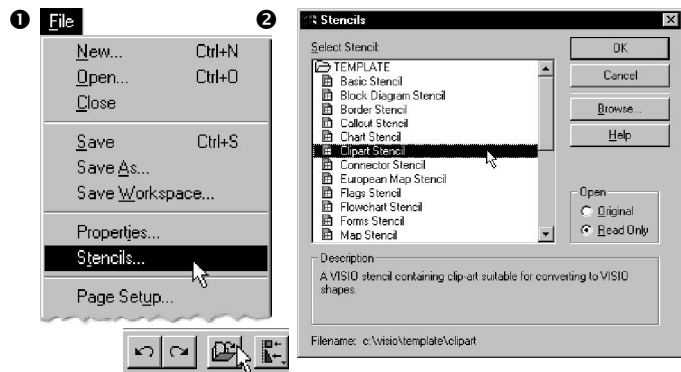 ❶ File
New... Ctrl+N
Open... Ctrl+O
Close
Save Ctrl+S
Save As...
Save Workspace...
Properties...
Stencils...
Page Setup...
❷ Stencils
Select Stencil:
TEMPLATE
Basic Stencil
Block Diagram Stencil
Border Stencil
Callout Stencil
Chart Stencil
Clipart Stencil
Connector Stencil
European Map Stencil
Flags Stencil
Flowchart Stencil
Forms Stencil
Map Stencil
OK
Cancel
Browse...
Help
Open
Original
Read Only
Description
A VISIO stencil containing clip-art suitable for converting to VISIO
shapes.
Filename: c:\visio\template\clipart